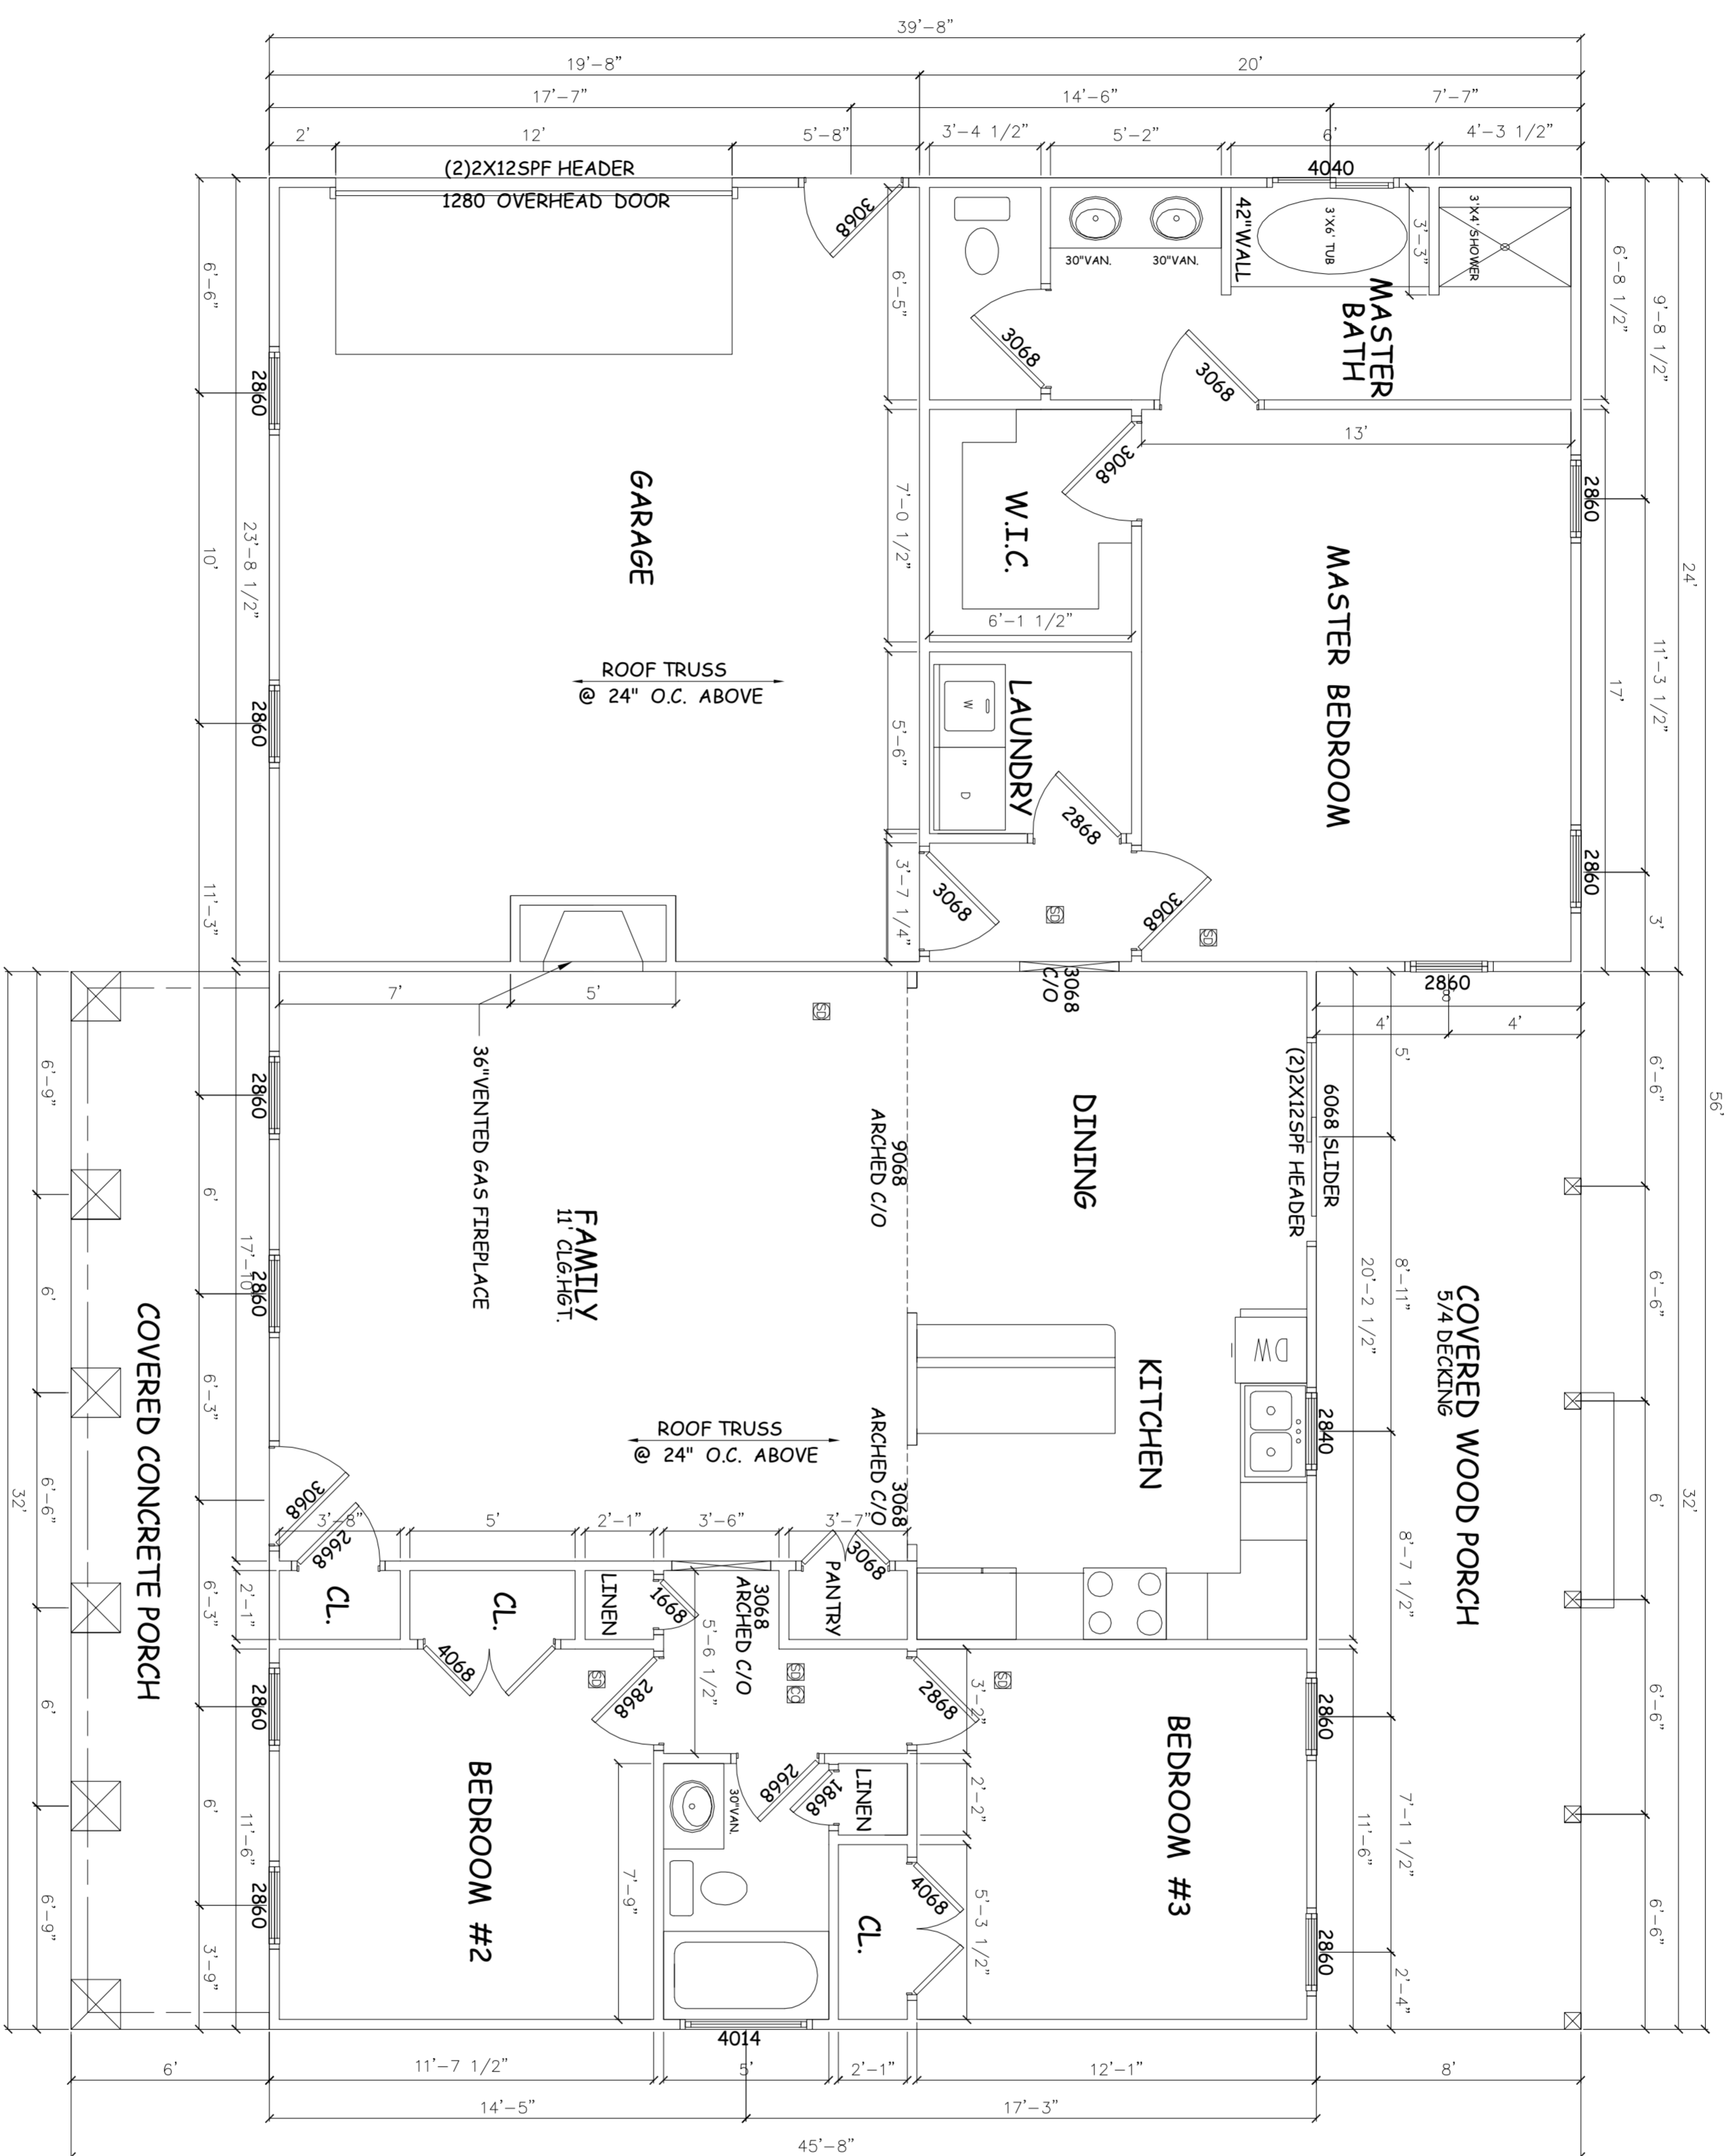 39'-8"
19'-8"
20'
17'-7"
14'-6"
7'-7"
2'
12'
5'-8"
3'-4 1/2"
5'-2"
6'
4'-3 1/2"
(2)2X12SPF HEADER
1280 OVERHEAD DOOR
3068
4040
30"VAN.
30"VAN.
42"WALL
3'X6' TUB
3'-3"
3'X4' SHOWER
MASTER
BATH
3068
3068
6'-5"
6'-6"
6'-8 1/2"
9'-8 1/2"
2860
GARAGE
23'-8 1/2"
10'
7'-0 1/2"
W.I.C.
3068
6'-1 1/2"
13'
MASTER BEDROOM
2860
24'
11'-3 1/2"
17'
ROOF TRUSS
@ 24" O.C. ABOVE
2860
5'-6"
LAUNDRY
W
D
2868
2860
3'
11'-3"
3'-7 1/4"
3068
3068
SD
SD
3068
C/O
2860
8'
4'
4'
7'
5'
SD
36"VENTED GAS FIREPLACE
56'
6'-9"
2860
9068
ARCHED C/O
DINING
(2)2X12SPF HEADER
6068 SLIDER
5'
6'-6"
6'
FAMILY
11' CLG.HGT.
17'-10"
2860
6'
8'-11"
20'-2 1/2"
6'-6"
COVERED CONCRETE PORCH
COVERED WOOD PORCH
5/4 DECKING
KITCHEN
DW
2840
6'-3"
ROOF TRUSS
@ 24" O.C. ABOVE
3068
ARCHED C/O
32'
6'-6"
32'
6'
3068
2668
3'-8"
5'
2'-1"
3'-6"
3'-7"
3068
PANTRY
8'-7 1/2"
CL.
CL.
LINEN
1668
3068
ARCHED C/O
5'-6 1/2"
2'-1"
6'-3"
4068
SD
2868
SD
CO
2868
3'-2"
SD
6'
2860
2860
6'-6"
BEDROOM #2
2668
1868
LINEN
2'-2"
30"VAN.
BEDROOM #3
6'
11'-6"
7'-9"
11'-6"
7'-1 1/2"
2860
CL.
4068
5'-3 1/2"
2860
6'-9"
3'-9"
2'-4"
6'-6"
4014
6'
11'-7 1/2"
5'
2'-1"
12'-1"
8'
14'-5"
17'-3"
45'-8"